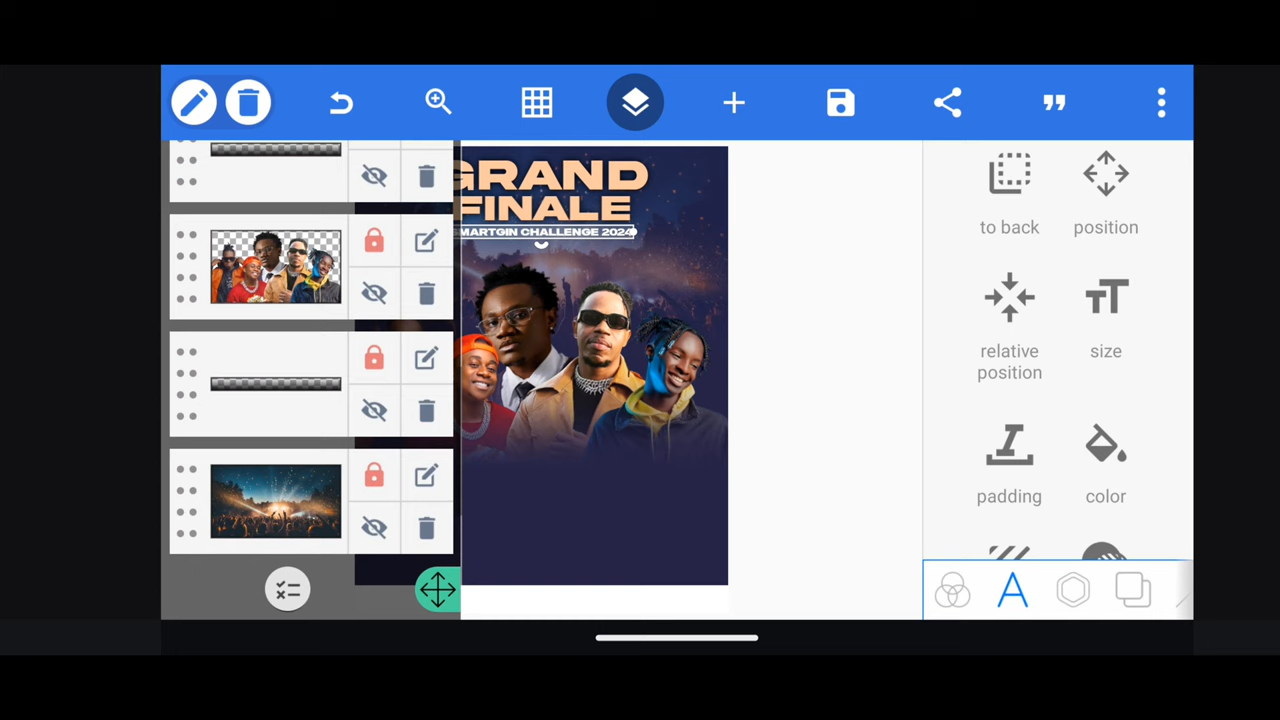 GRAND
FINALE
SMARTGIN CHALLENGE 2024
to back
position
relative
position
size
padding
color